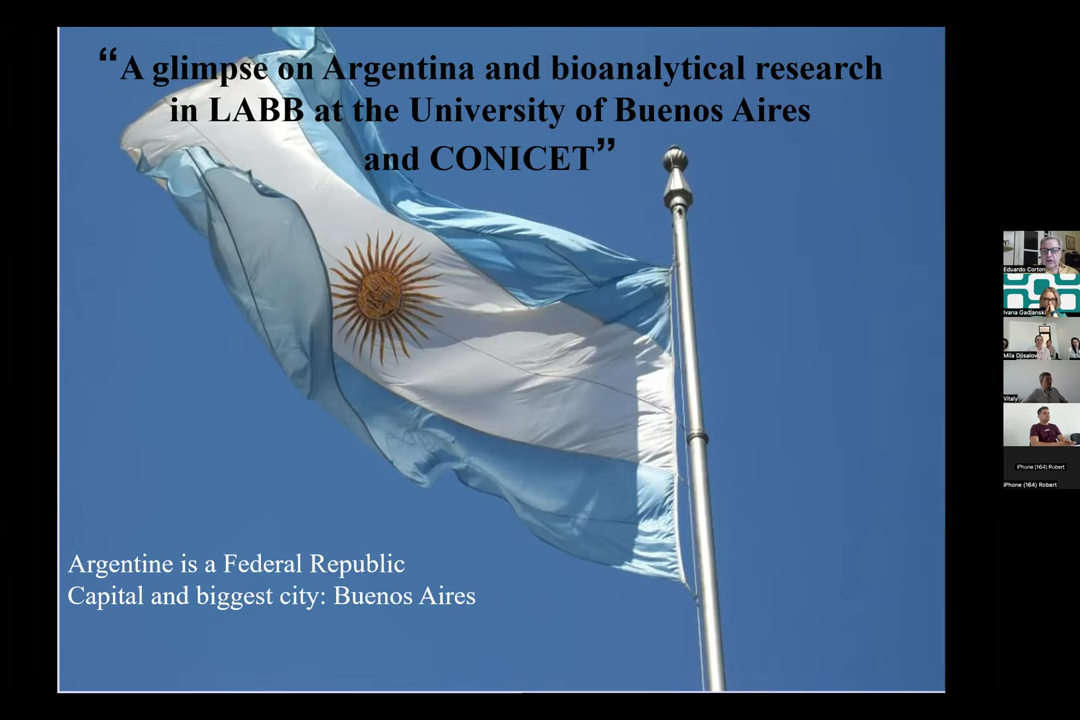 “A glimpse on Argentina and bioanalytical research
in LABB at the University of Buenos Aires
and CONICET”
Argentine is a Federal Republic
Capital and biggest city: Buenos Aires
Eduardo Corton
Ivana Gadjanski
Mila Djisalov
Vitaly
iPhone (164) Robert
iPhone (164) Robert